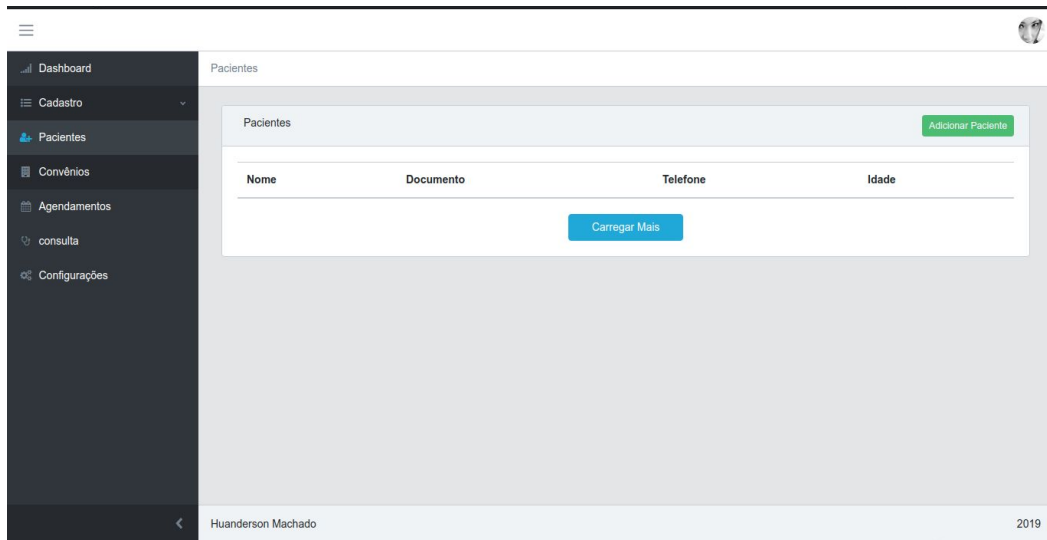 Dashboard
Cadastro
Pacientes
Convênios
Agendamentos
consulta
Configurações
Pacientes
Pacientes
Adicionar Paciente
Nome Documento Telefone Idade
Carregar Mais
Huanderson Machado 2019